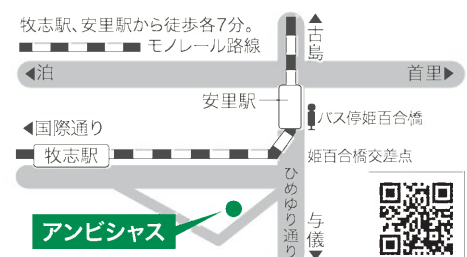 牧志駅、安里駅から徒歩各7分。
モノレール路線
▲古島
◀泊
首里▶
安里駅
バス停姫百合橋
◀国際通り
牧志駅
姫百合橋交差点
ひめゆり通り
与儀▼
アンビシャス